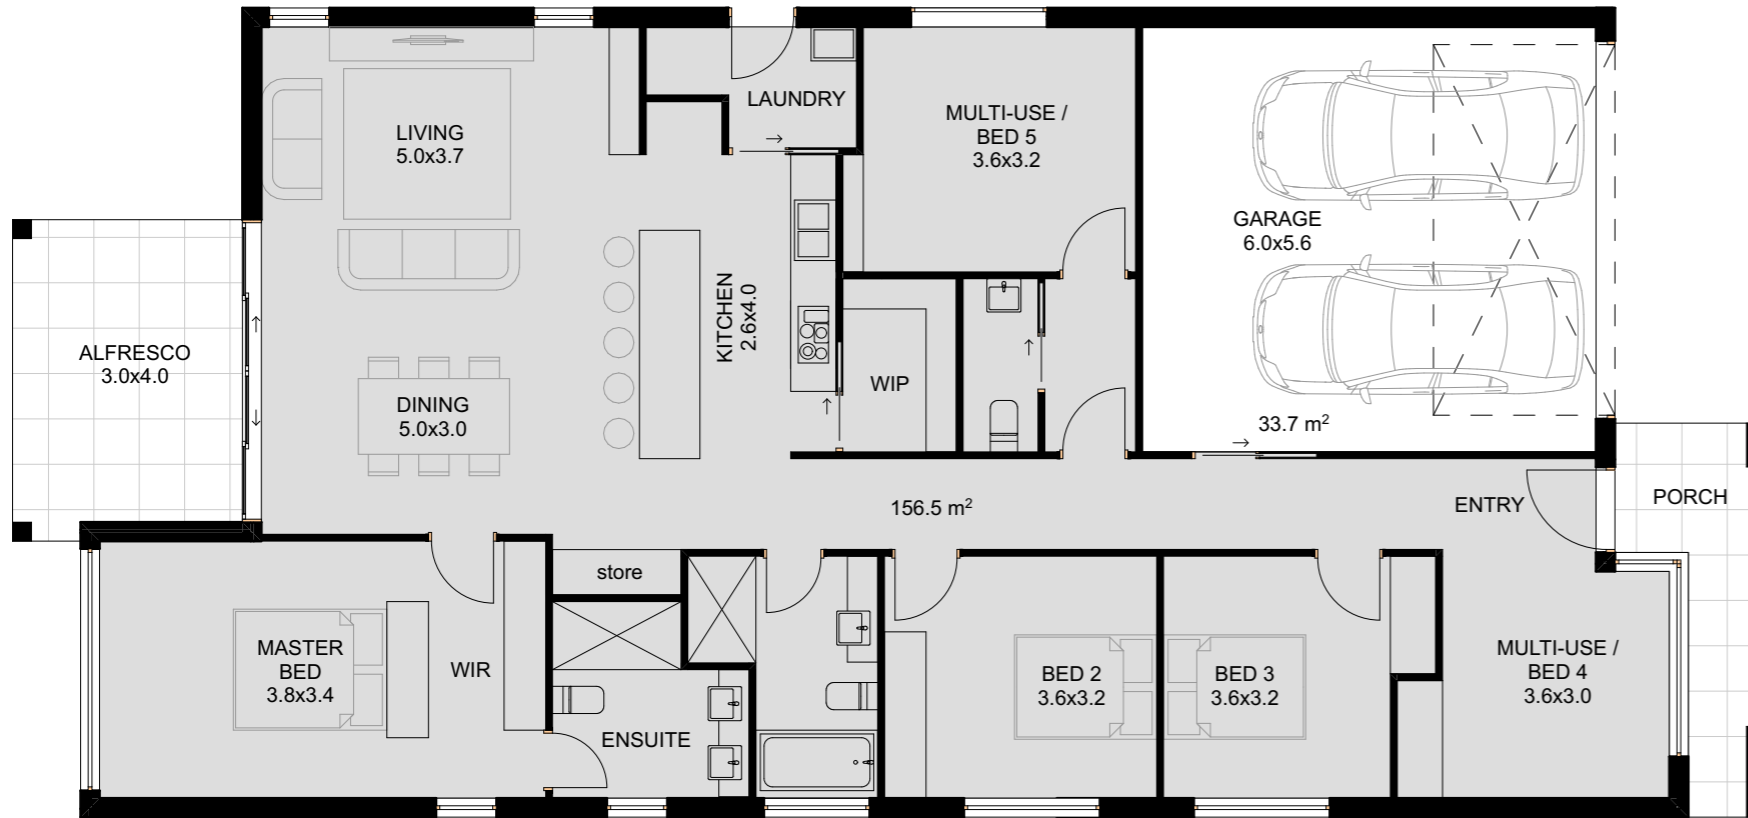 LIVING
5.0x3.7
LAUNDRY
MULTI-USE /
BED 5
3.6x3.2
GARAGE
6.0x5.6
33.7 m²
ALFRESCO
3.0x4.0
KITCHEN
2.6x4.0
WIP
DINING
5.0x3.0
156.5 m²
ENTRY
PORCH
store
MASTER
BED
3.8x3.4
WIR
ENSUITE
BED 2
3.6x3.2
BED 3
3.6x3.2
MULTI-USE /
BED 4
3.6x3.0